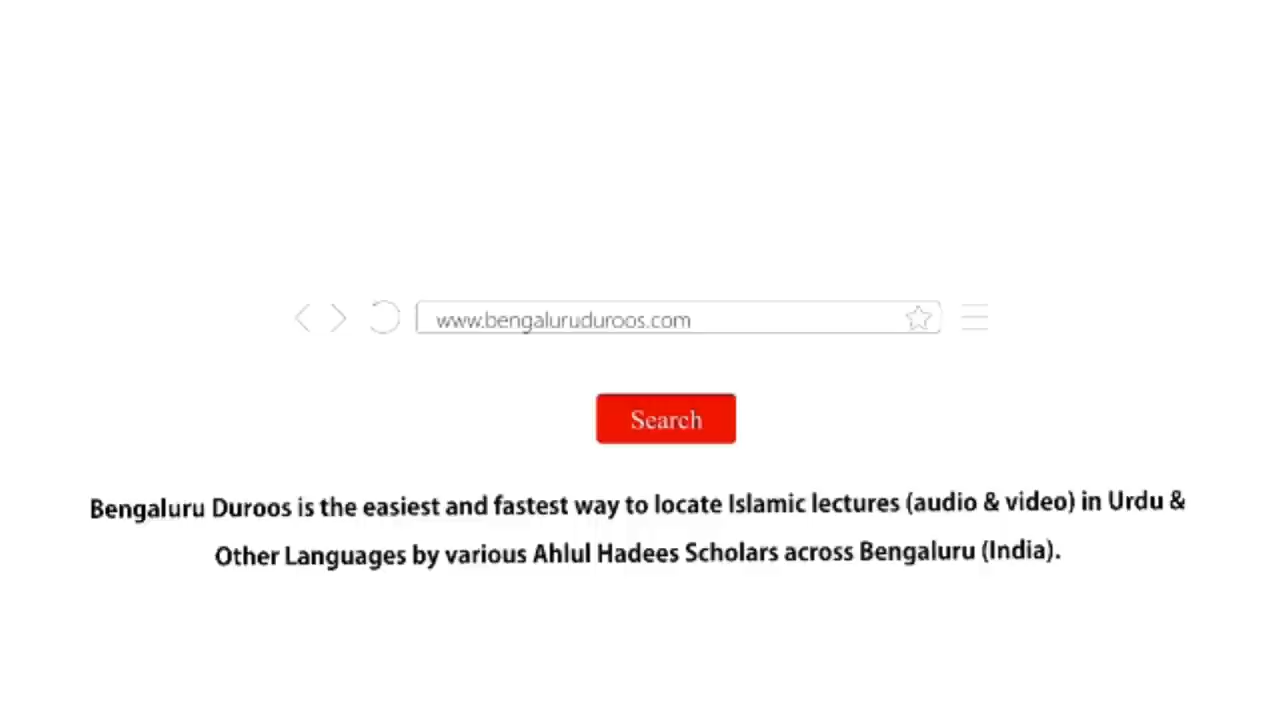 www.bengaluruduroos.com
Search
Bengaluru Duroos is the easiest and fastest way to locate Islamic lectures (audio & video) in Urdu &
Other Languages by various Ahlul Hadees Scholars across Bengaluru (India).